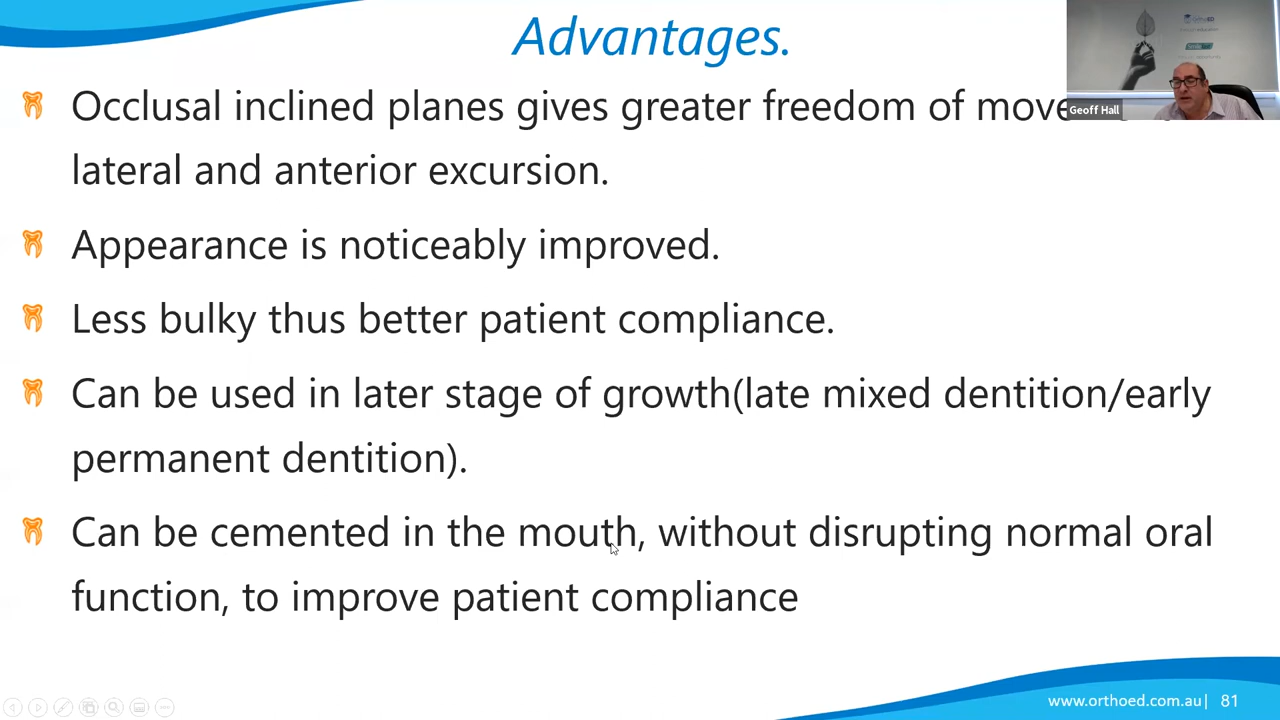 Advantages.
Occlusal inclined planes gives greater freedom of
lateral and anterior excursion.
Appearance is noticeably improved.
Less bulky thus better patient compliance.
Can be used in later stage of growth(late mixed dentition/early
permanent dentition).
Can be cemented in the mouth, without disrupting normal oral
function, to improve patient compliance
Geoff Hall
www.orthoed.com.au| 81